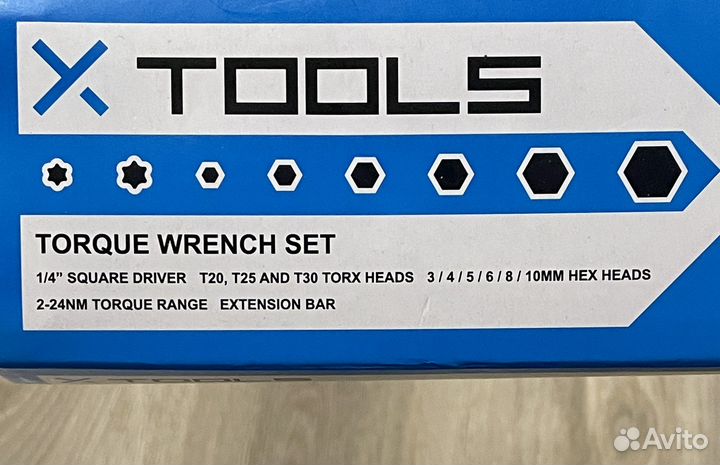 X TOOLS
TORQUE WRENCH SET
1/4" SQUARE DRIVER T20, T25 AND T30 TORX HEADS 3 / 4 / 5 / 6 / 8 / 10MM HEX HEADS
2-24NM TORQUE RANGE EXTENSION BAR
X TOOLS
Avito